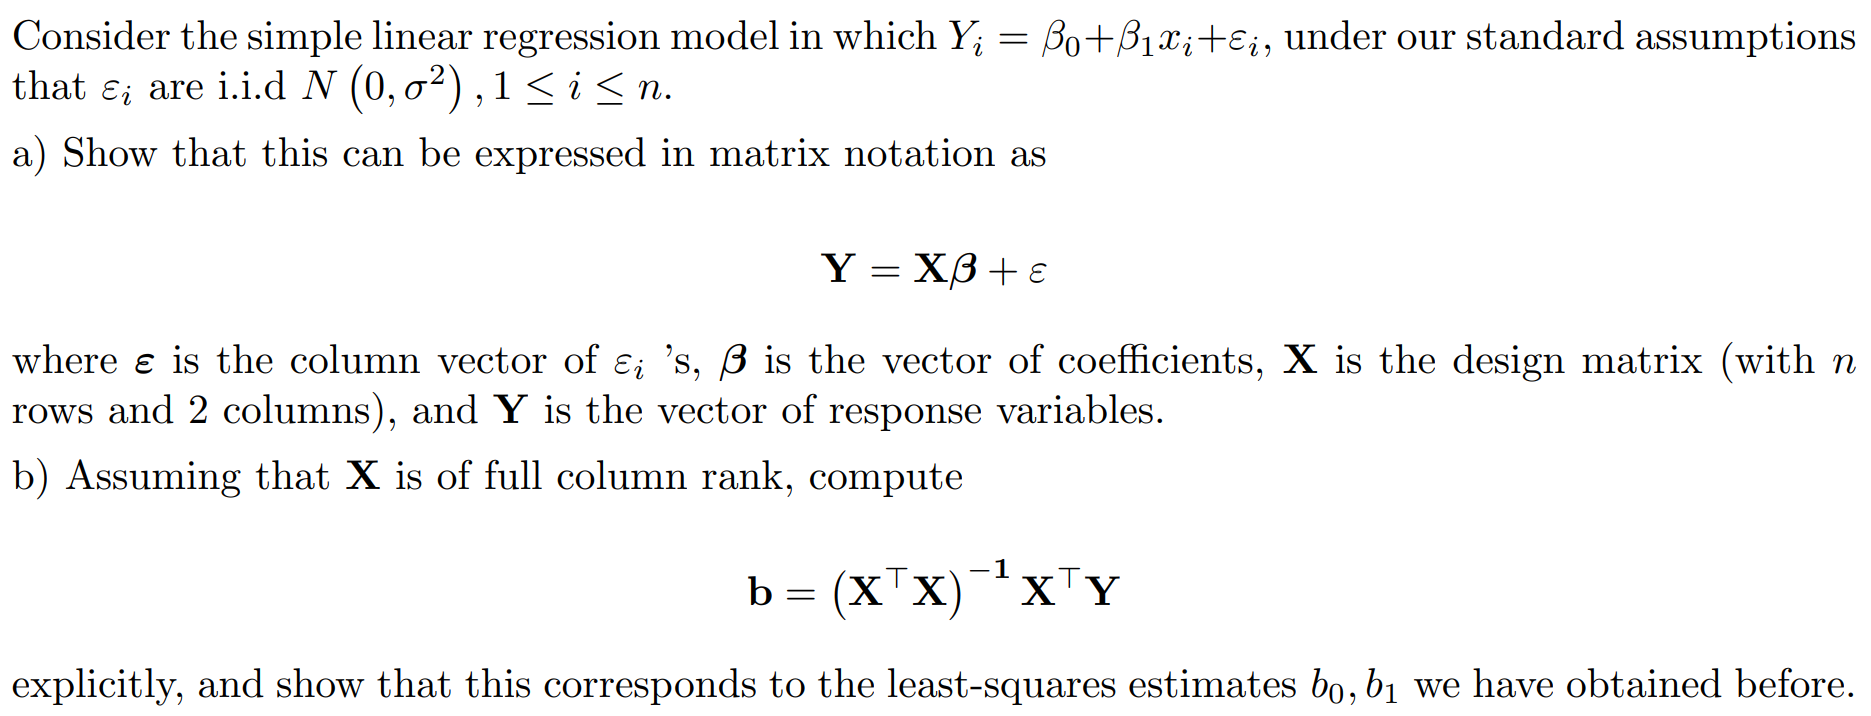 Consider the simple linear regression model in which $Y_i = \beta_0 + \beta_1 x_i + \varepsilon_i$, under our standard assumptions
that $\varepsilon_i$ are i.i.d $N\left(0, \sigma^2\right), 1 \leq i \leq n$.
a) Show that this can be expressed in matrix notation as
$\mathbf{Y} = \mathbf{X}\boldsymbol{\beta} + \varepsilon$
where $\boldsymbol{\varepsilon}$ is the column vector of $\varepsilon_i$ 's, $\boldsymbol{\beta}$ is the vector of coefficients, $\mathbf{X}$ is the design matrix (with $n$
rows and 2 columns), and $\mathbf{Y}$ is the vector of response variables.
b) Assuming that $\mathbf{X}$ is of full column rank, compute
$\mathbf{b} = \left(\mathbf{X}^\top \mathbf{X}\right)^{-\mathbf{1}} \mathbf{X}^\top \mathbf{Y}$
explicitly, and show that this corresponds to the least-squares estimates $b_0, b_1$ we have obtained before.